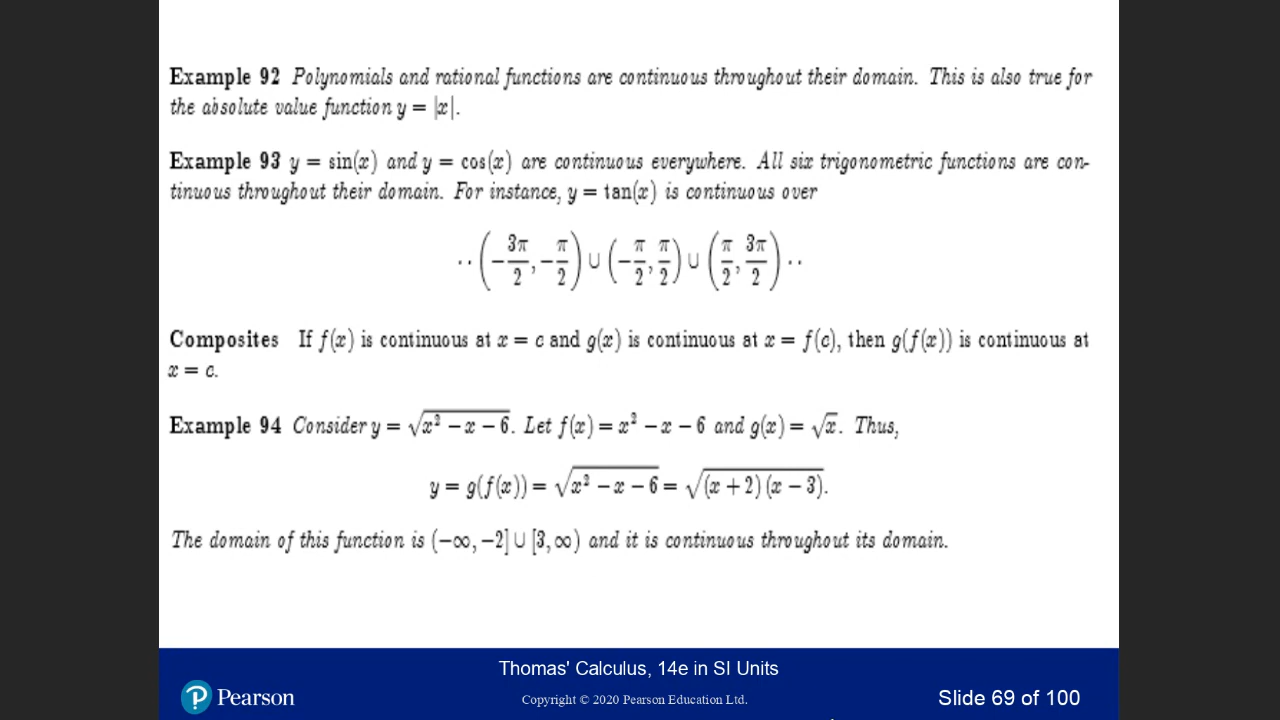 Example 92 Polynomials and rational functions are continuous throughout their domain. This is also true for
the absolute value function y = |x|.
Example 93 y = sin(x) and y = cos(x) are continuous everywhere. All six trigonometric functions are con-
tinuous throughout their domain. For instance, y = tan(x) is continuous over
··(−3π/2, −π/2) ∪ (−π/2, π/2) ∪ (π/2, 3π/2)··
Composites If f(x) is continuous at x = c and g(x) is continuous at x = f(c), then g(f(x)) is continuous at
x = c.
Example 94 Consider y = √(x² − x − 6). Let f(x) = x² − x − 6 and g(x) = √x. Thus,
y = g(f(x)) = √(x² − x − 6) = √((x + 2)(x − 3)).
The domain of this function is (−∞, −2] ∪ [3, ∞) and it is continuous throughout its domain.
Thomas' Calculus, 14e in SI Units
Pearson
Copyright © 2020 Pearson Education Ltd.
Slide 69 of 100